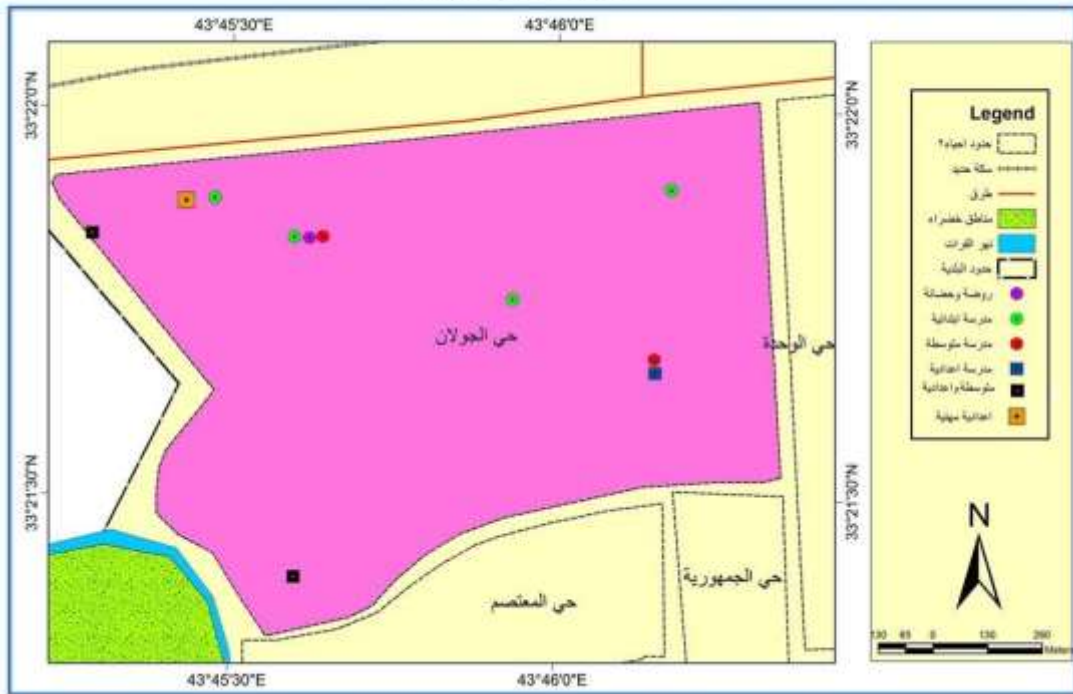 43°45'30"E
43°46'0"E
33°22'0"N
33°22'0"N
33°21'30"N
33°21'30"N
حي الجولان
حي الوحدة
حي الجمهورية
حي المعتصم
43°45'30"E
43°46'0"E
Legend
حدود احياء؟
سكة حديد
طرق
مناطق خضراء
نهر الفرات
حدود البلدية
روضة وحضانة
مدرسة ابتدائية
مدرسة متوسطة
مدرسة اعدادية
متوسطة واعدادية
اعدادية مهنية
N
130 65 0 130 260
Meters